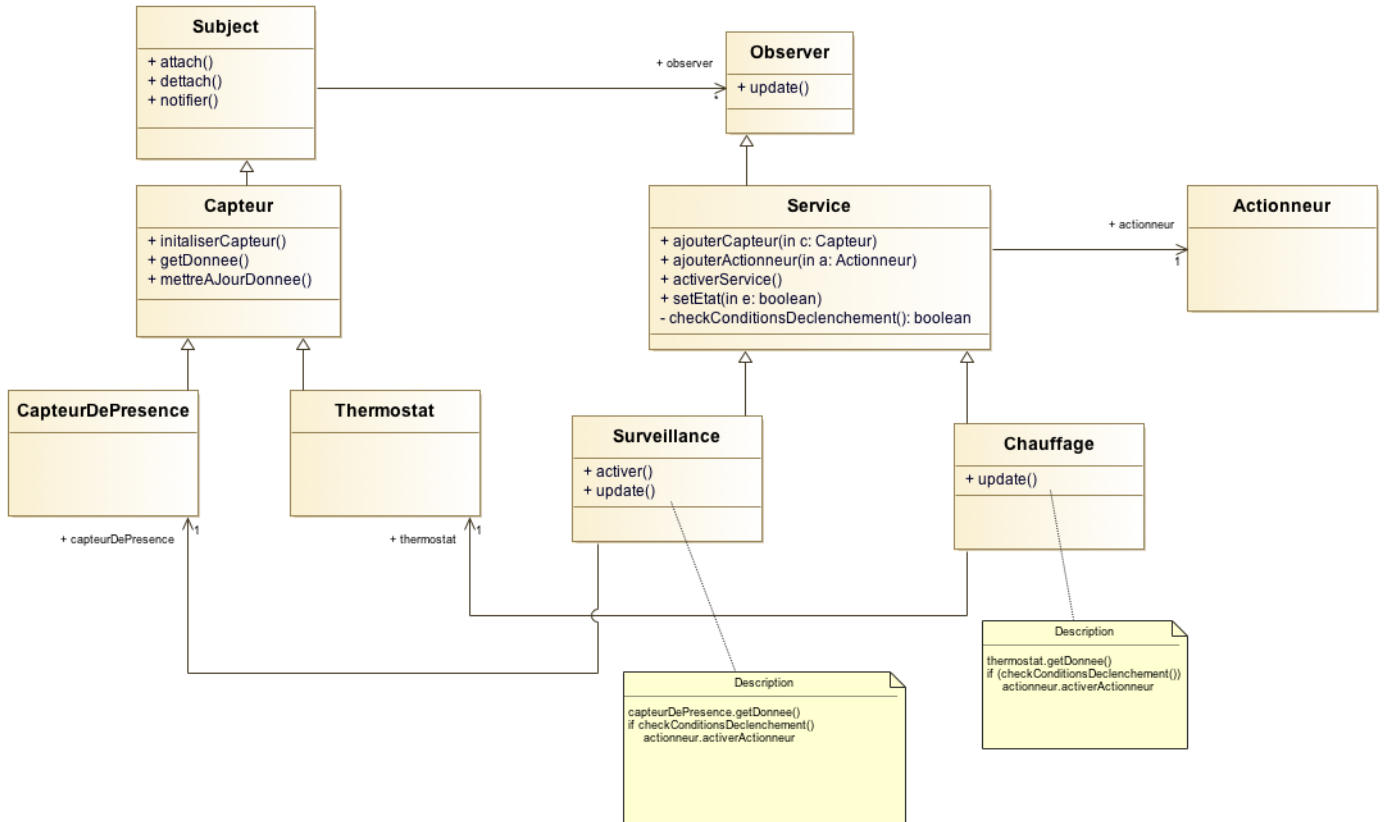 Subject
+ attach()
+ dettach()
+ notifier()
+ observer
*
Observer
+ update()
Capteur
+ initaliserCapteur()
+ getDonnee()
+ mettreAJourDonnee()
Service
+ ajouterCapteur(in c: Capteur)
+ ajouterActionneur(in a: Actionneur)
+ activerService()
+ setEtat(in e: boolean)
- checkConditionsDeclenchement(): boolean
+ actionneur
1
Actionneur
CapteurDePresence
Thermostat
Surveillance
+ activer()
+ update()
Chauffage
+ update()
+ capteurDePresence
1
+ thermostat
1
Description
capteurDePresence.getDonnee()
if checkConditionsDeclenchement()
actionneur.activerActionneur
Description
thermostat.getDonnee()
if (checkConditionsDeclenchement())
actionneur.activerActionneur